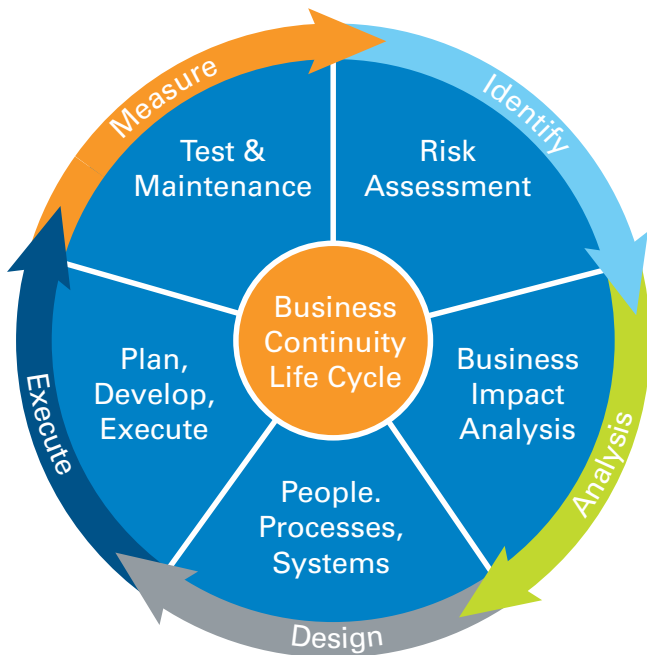 Measure
Identify
Test &
Maintenance
Risk
Assessment
Business
Continuity
Life Cycle
Plan,
Develop,
Execute
Business
Impact
Analysis
People.
Processes,
Systems
Execute
Analysis
Design